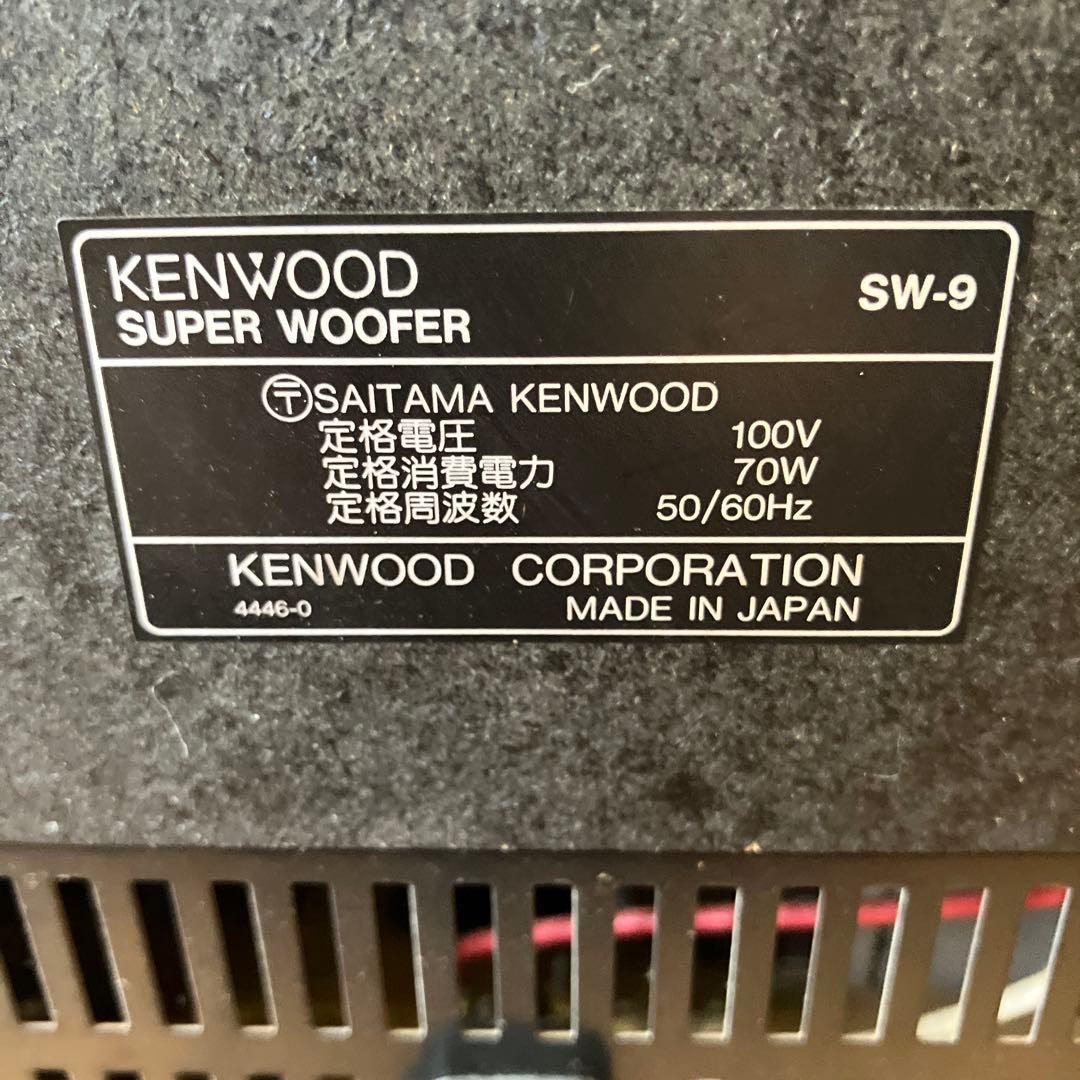 KENWOOD
SUPER WOOFER
SW-9
〶SAITAMA KENWOOD
定格電圧 100V
定格消費電力 70W
定格周波数 50/60Hz
KENWOOD CORPORATION
4446-0 MADE IN JAPAN